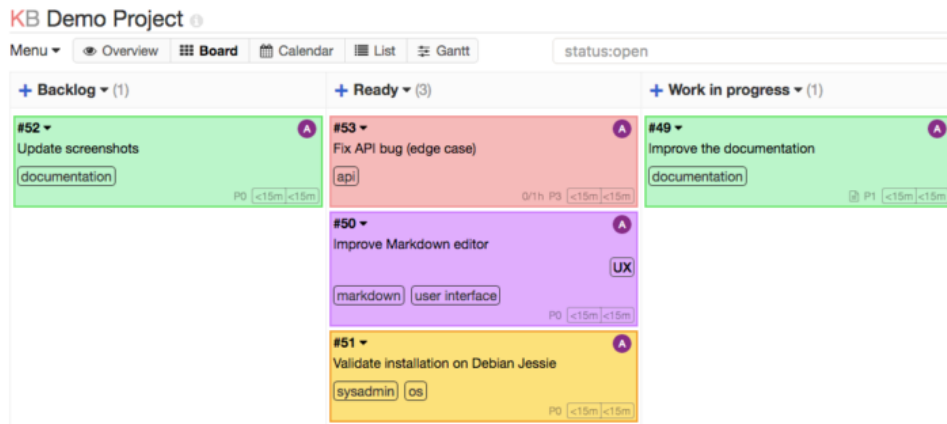 KB Demo Project
Menu Overview Board Calendar List Gantt status:open
+ Backlog (1)
#52 A
Update screenshots
documentation
P0 <15m <15m
+ Ready (3)
#53 A
Fix API bug (edge case)
api
0/1h P3 <15m <15m
#50 A
Improve Markdown editor
UX
markdown user interface
P0 <15m <15m
#51 A
Validate installation on Debian Jessie
sysadmin os
P0 <15m <15m
+ Work in progress (1)
#49 A
Improve the documentation
documentation
P1 <15m <15m